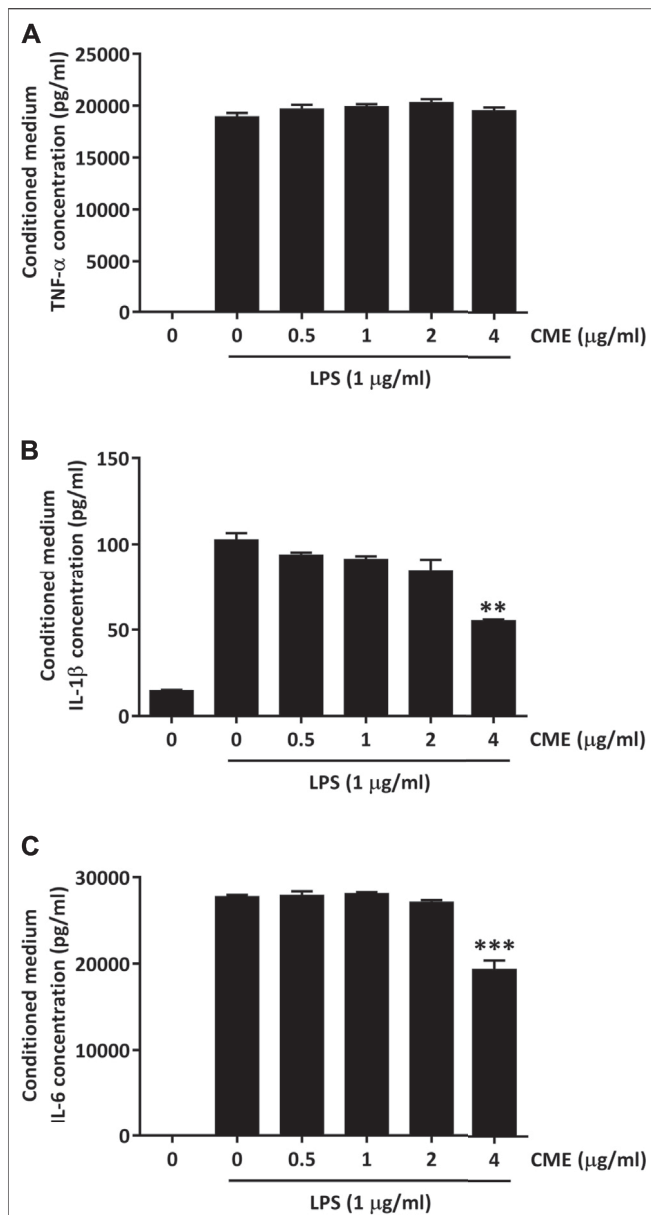 A
Conditioned medium
TNF-α concentration (pg/ml)
25000
20000
15000
10000
5000
0
0 0 0.5 1 2 4 CME (μg/ml)
LPS (1 μg/ml)
B
Conditioned medium
IL-1β concentration (pg/ml)
150
100
50
0
**
0 0 0.5 1 2 4 CME (μg/ml)
LPS (1 μg/ml)
C
Conditioned medium
IL-6 concentration (pg/ml)
30000
20000
10000
0
***
0 0 0.5 1 2 4 CME (μg/ml)
LPS (1 μg/ml)